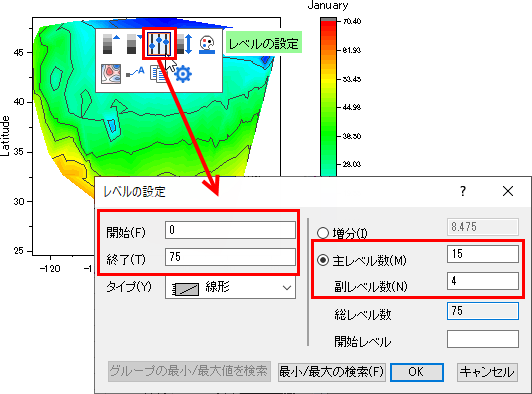 January
70.40
61.93
53.45
44.98
36.50
28.03
レベルの設定
45
40
35
30
25
Latitude
-120
-1
レベルの設定
?
開始(F) 0
終了(T) 75
タイプ(Y) 線形
増分(I) 8.475
主レベル数(M) 15
副レベル数(N) 4
総レベル数 75
開始レベル
グループの最小/最大値を検索
最小/最大の検索(F)
OK
キャンセル